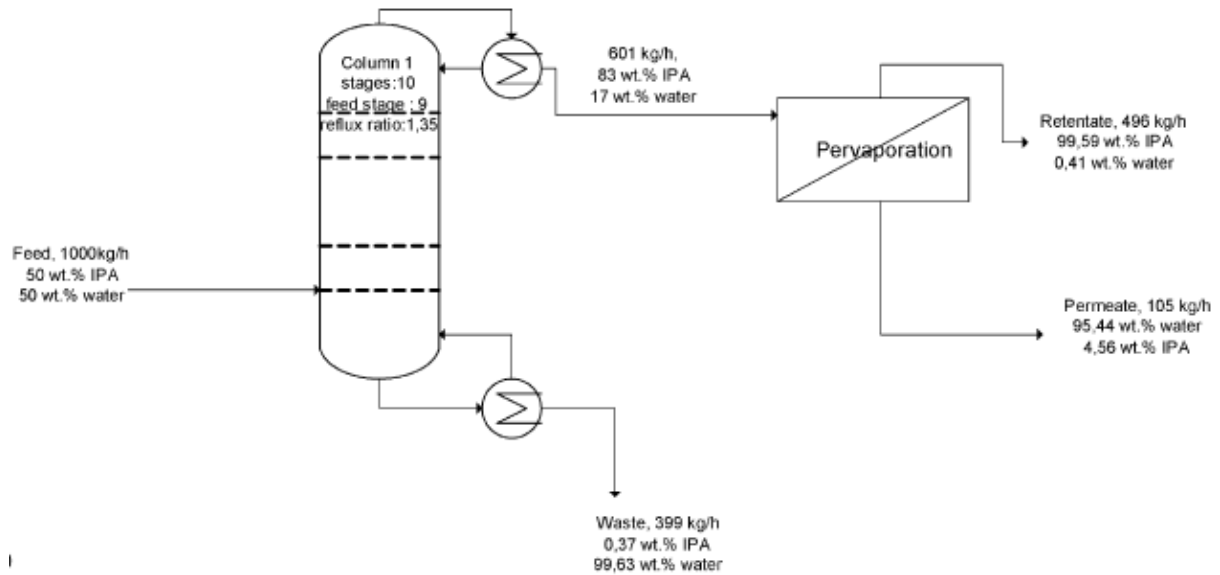 Column 1
stages:10
feed stage : 9
reflux ratio:1,35
601 kg/h,
83 wt.% IPA
17 wt.% water
Pervaporation
Retentate, 496 kg/h
99,59 wt.% IPA
0,41 wt.% water
Feed, 1000kg/h
50 wt.% IPA
50 wt.% water
Permeate, 105 kg/h
95,44 wt.% water
4,56 wt.% IPA
Waste, 399 kg/h
0,37 wt.% IPA
99,63 wt.% water